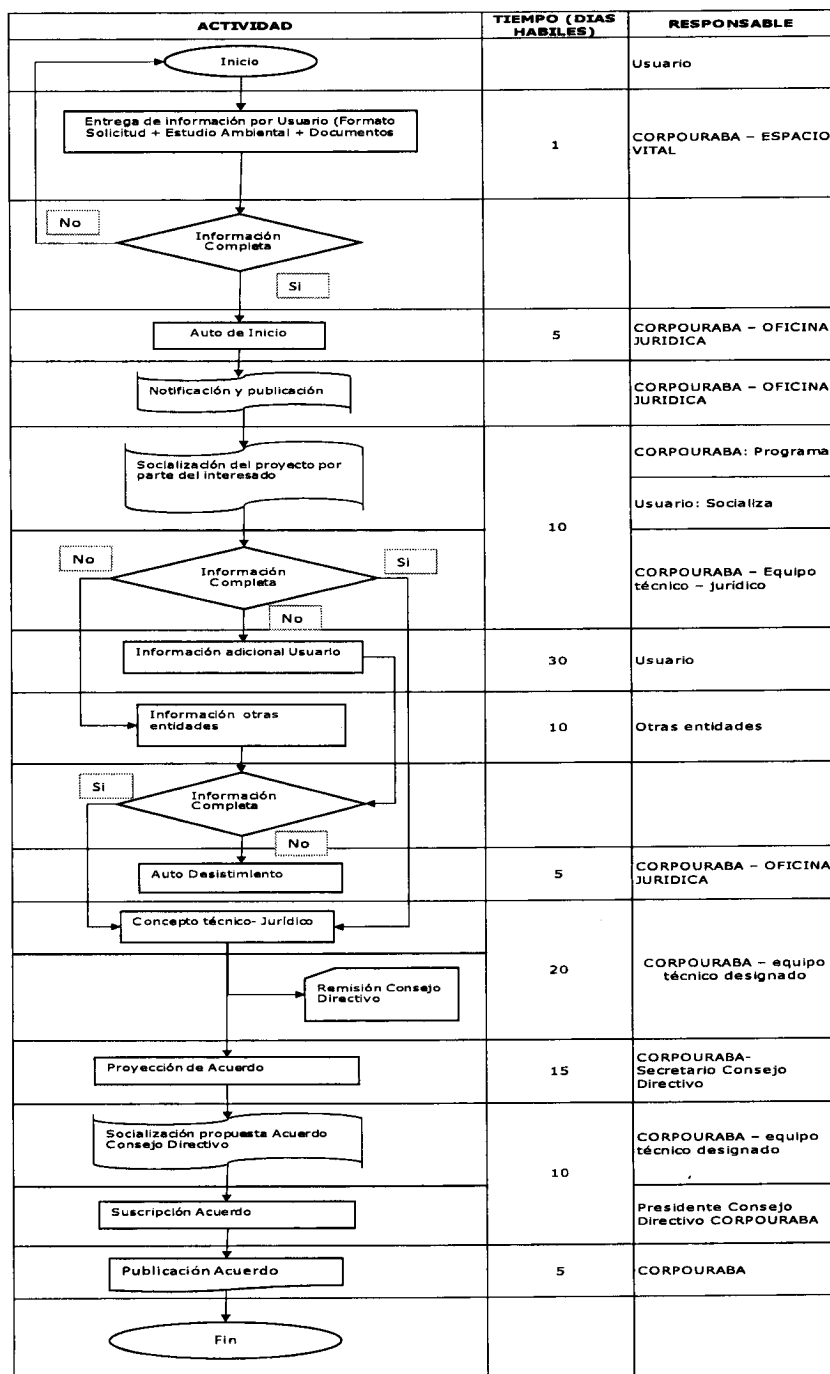 ACTIVIDAD
TIEMPO (DIAS
HABILES)
RESPONSABLE
Inicio
Usuario
Entrega de información por Usuario (Formato
Solicitud + Estudio Ambiental + Documentos
1
CORPOURABA – ESPACIO
VITAL
No
Información
Completa
Si
Auto de Inicio
5
CORPOURABA – OFICINA
JURIDICA
Notificación y publicación
CORPOURABA – OFICINA
JURIDICA
Socialización del proyecto por
parte del interesado
10
CORPOURABA: Programa
Usuario: Socializa
No
Información
Completa
Si
No
CORPOURABA – Equipo
técnico – jurídico
Información adicional Usuario
30
Usuario
Información otras
entidades
10
Otras entidades
Si
Información
Completa
No
Auto Desistimiento
5
CORPOURABA – OFICINA
JURIDICA
Concepto técnico- Jurídico
20
CORPOURABA – equipo
técnico designado
Remisión Consejo
Directivo
Proyección de Acuerdo
15
CORPOURABA-
Secretario Consejo
Directivo
Socialización propuesta Acuerdo
Consejo Directivo
10
CORPOURABA – equipo
técnico designado
Suscripción Acuerdo
Presidente Consejo
Directivo CORPOURABA
Publicación Acuerdo
5
CORPOURABA
Fin